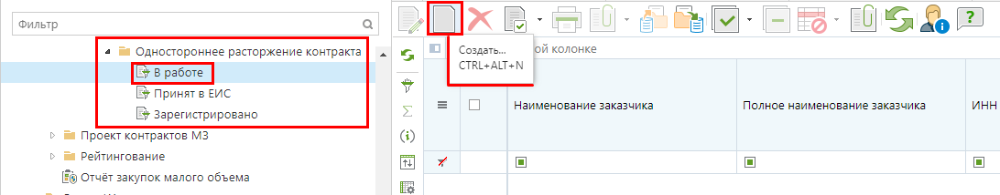 Фильтр
Одностороннее расторжение контракта
В работе
Принят в ЕИС
Зарегистрировано
Проект контрактов МЗ
Рейтингование
Отчёт закупок малого объема
Создать...
CTRL+ALT+N
ой колонке
Наименование заказчика
Полное наименование заказчика
ИНН